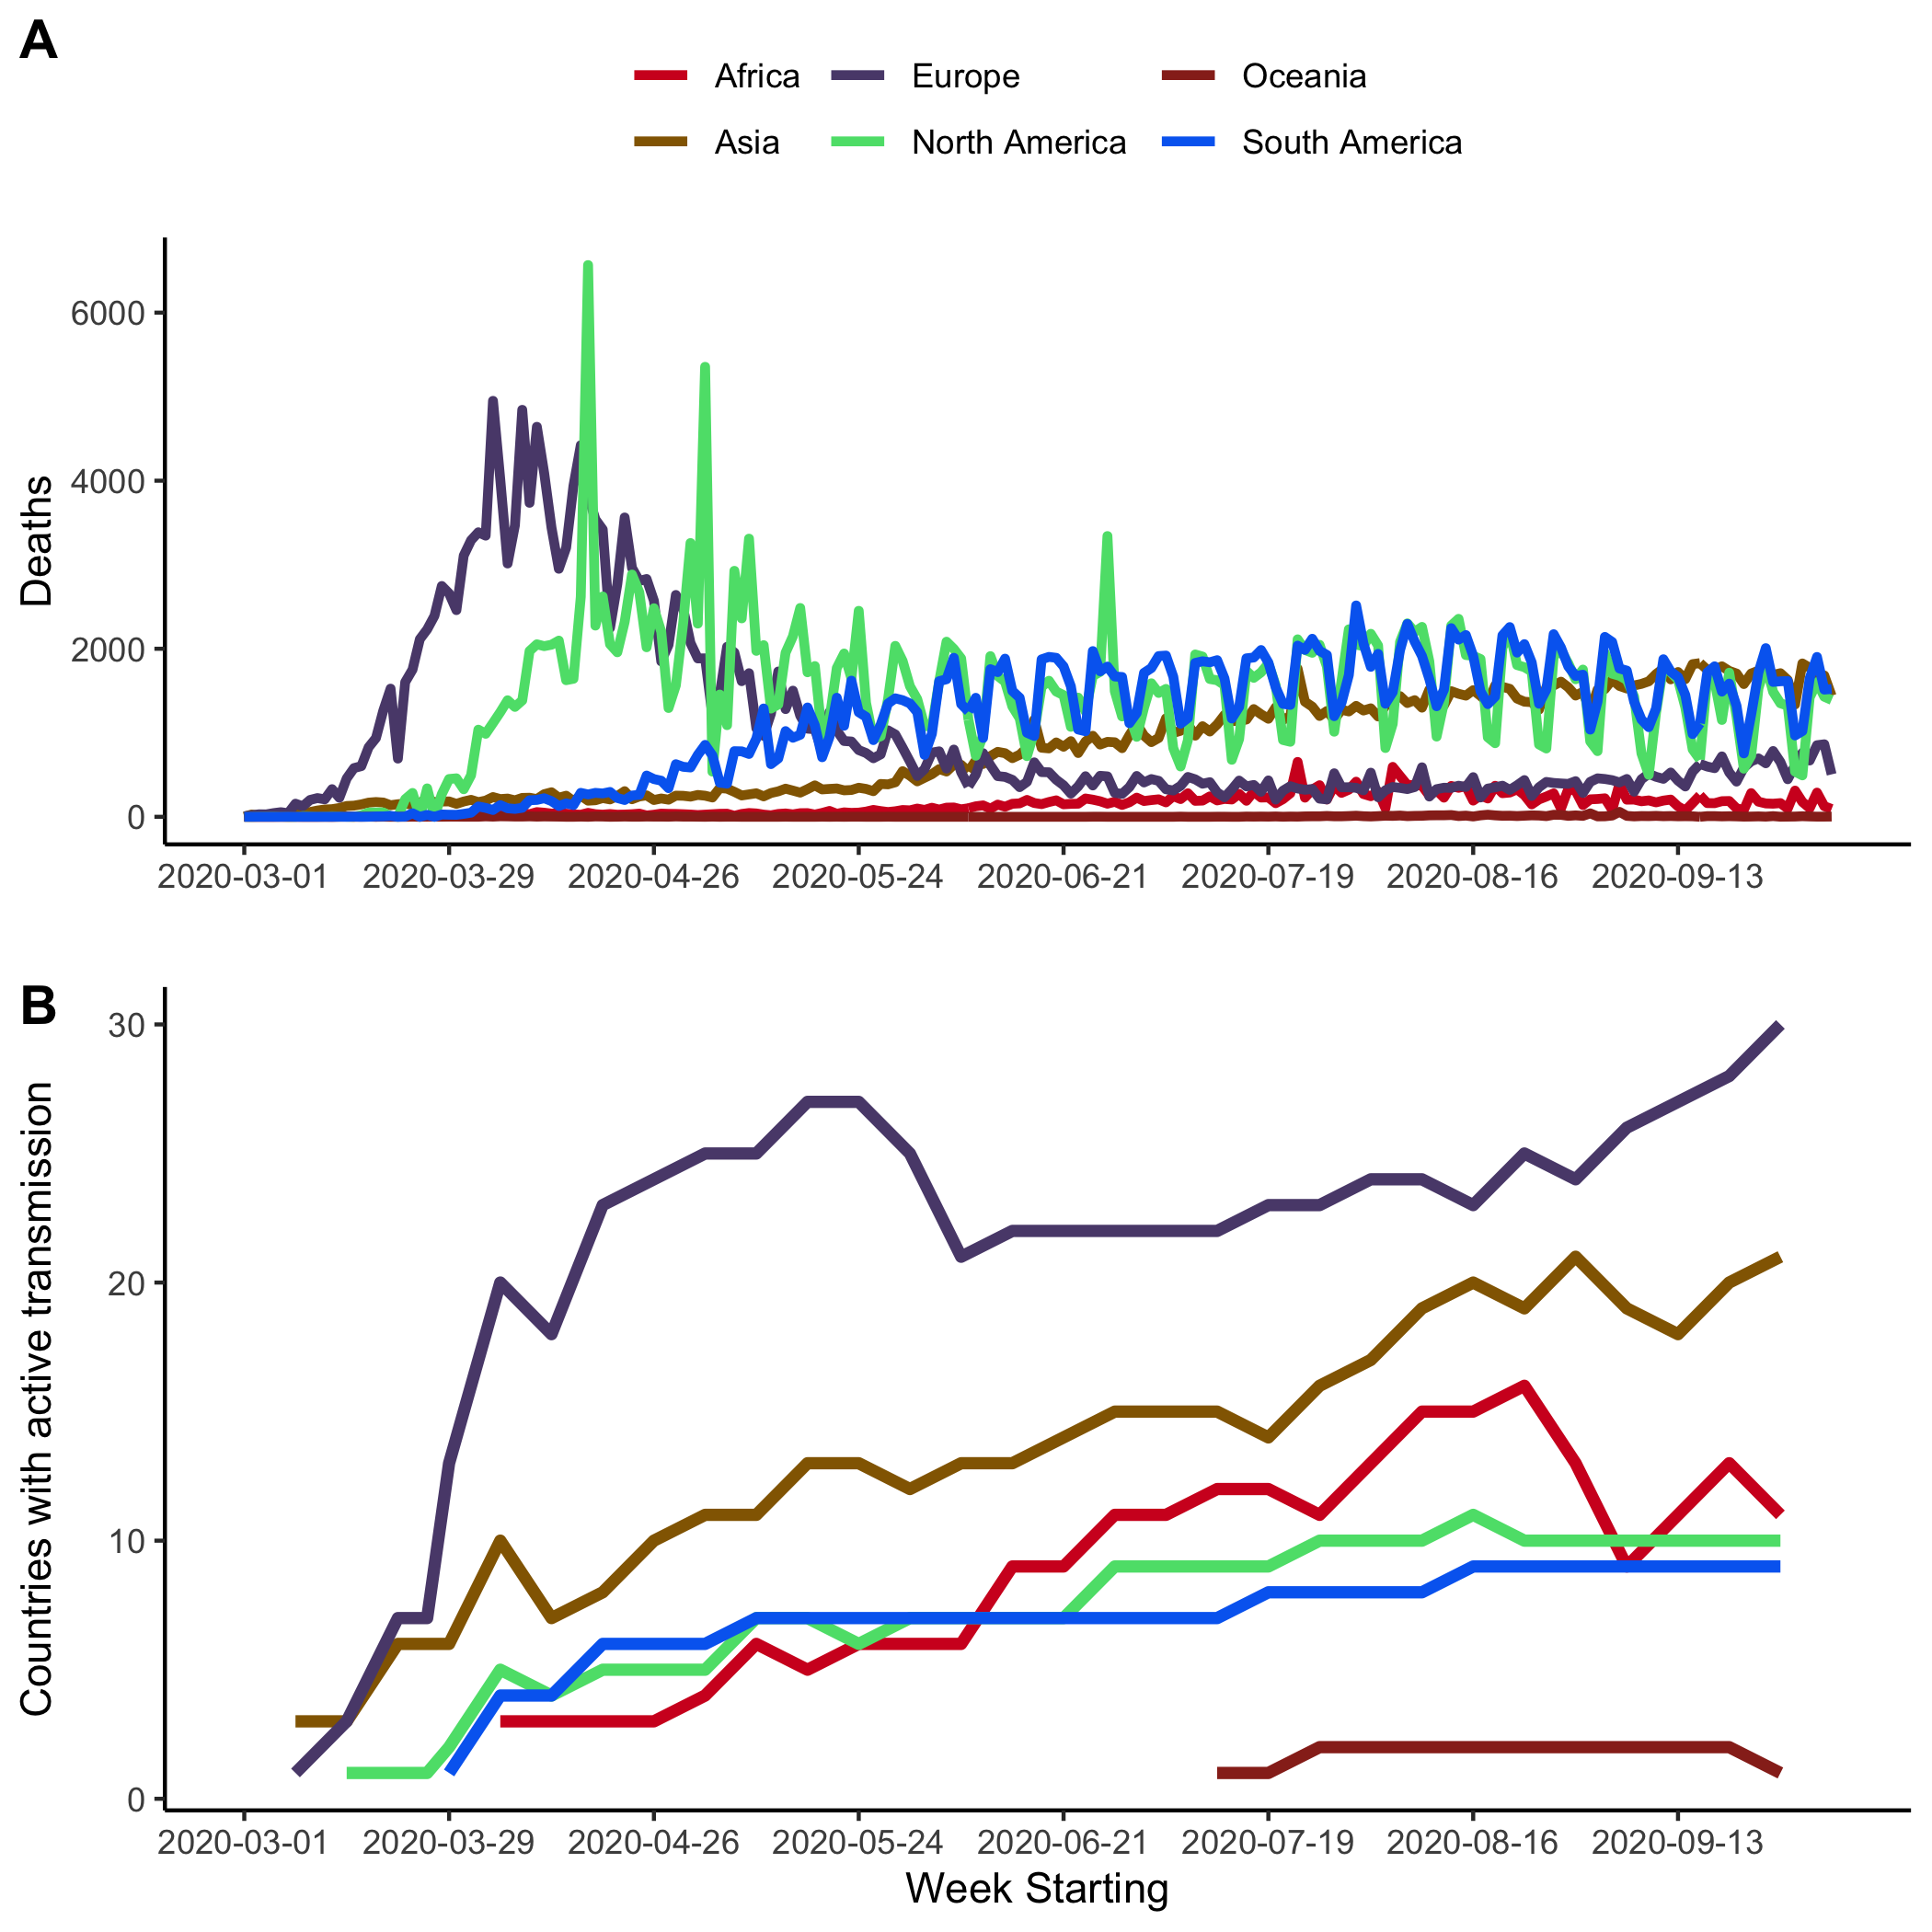 A
Africa Europe Oceania
Asia North America South America
Deaths
6000
4000
2000
0
2020-03-01 2020-03-29 2020-04-26 2020-05-24 2020-06-21 2020-07-19 2020-08-16 2020-09-13
B
Countries with active transmission
30
20
10
0
2020-03-01 2020-03-29 2020-04-26 2020-05-24 2020-06-21 2020-07-19 2020-08-16 2020-09-13
Week Starting